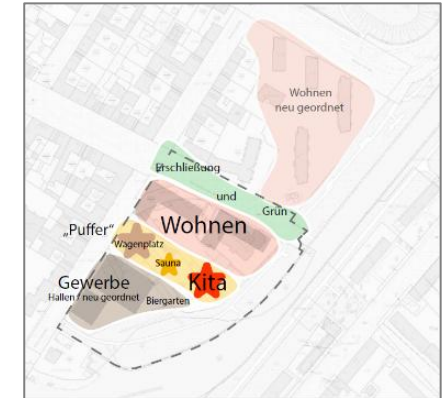 Wohnen
neu geordnet
Erschließung
und
Grün
Wohnen
„Puffer“
Wagenplatz
Sauna
Kita
Gewerbe
Hallen / neu geordnet
Biergarten